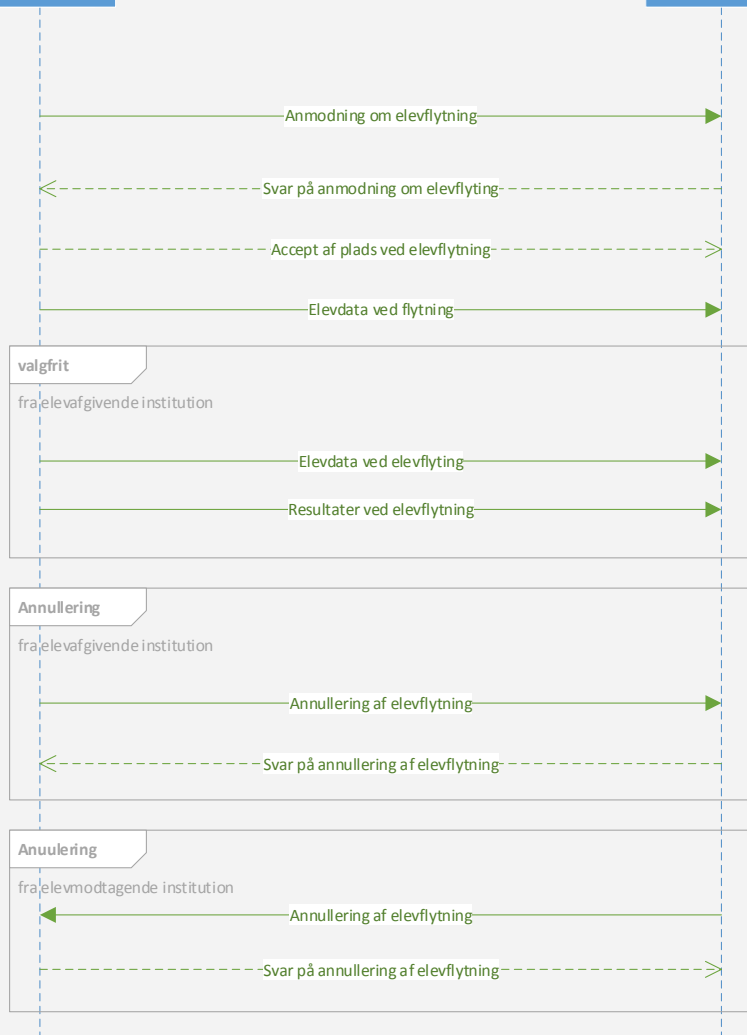 Anmodning om elevflytning
Svar på anmodning om elevflyting
Accept af plads ved elevflytning
Elevdata ved flytning
valgfrit
fra elevafgivende institution
Elevdata ved elevflyting
Resultater ved elevflytning
Annullering
fra elevafgivende institution
Annullering af elevflytning
Svar på annullering af elevflytning
Anuulering
fra elevmodtagende institution
Annullering af elevflytning
Svar på annullering af elevflytning